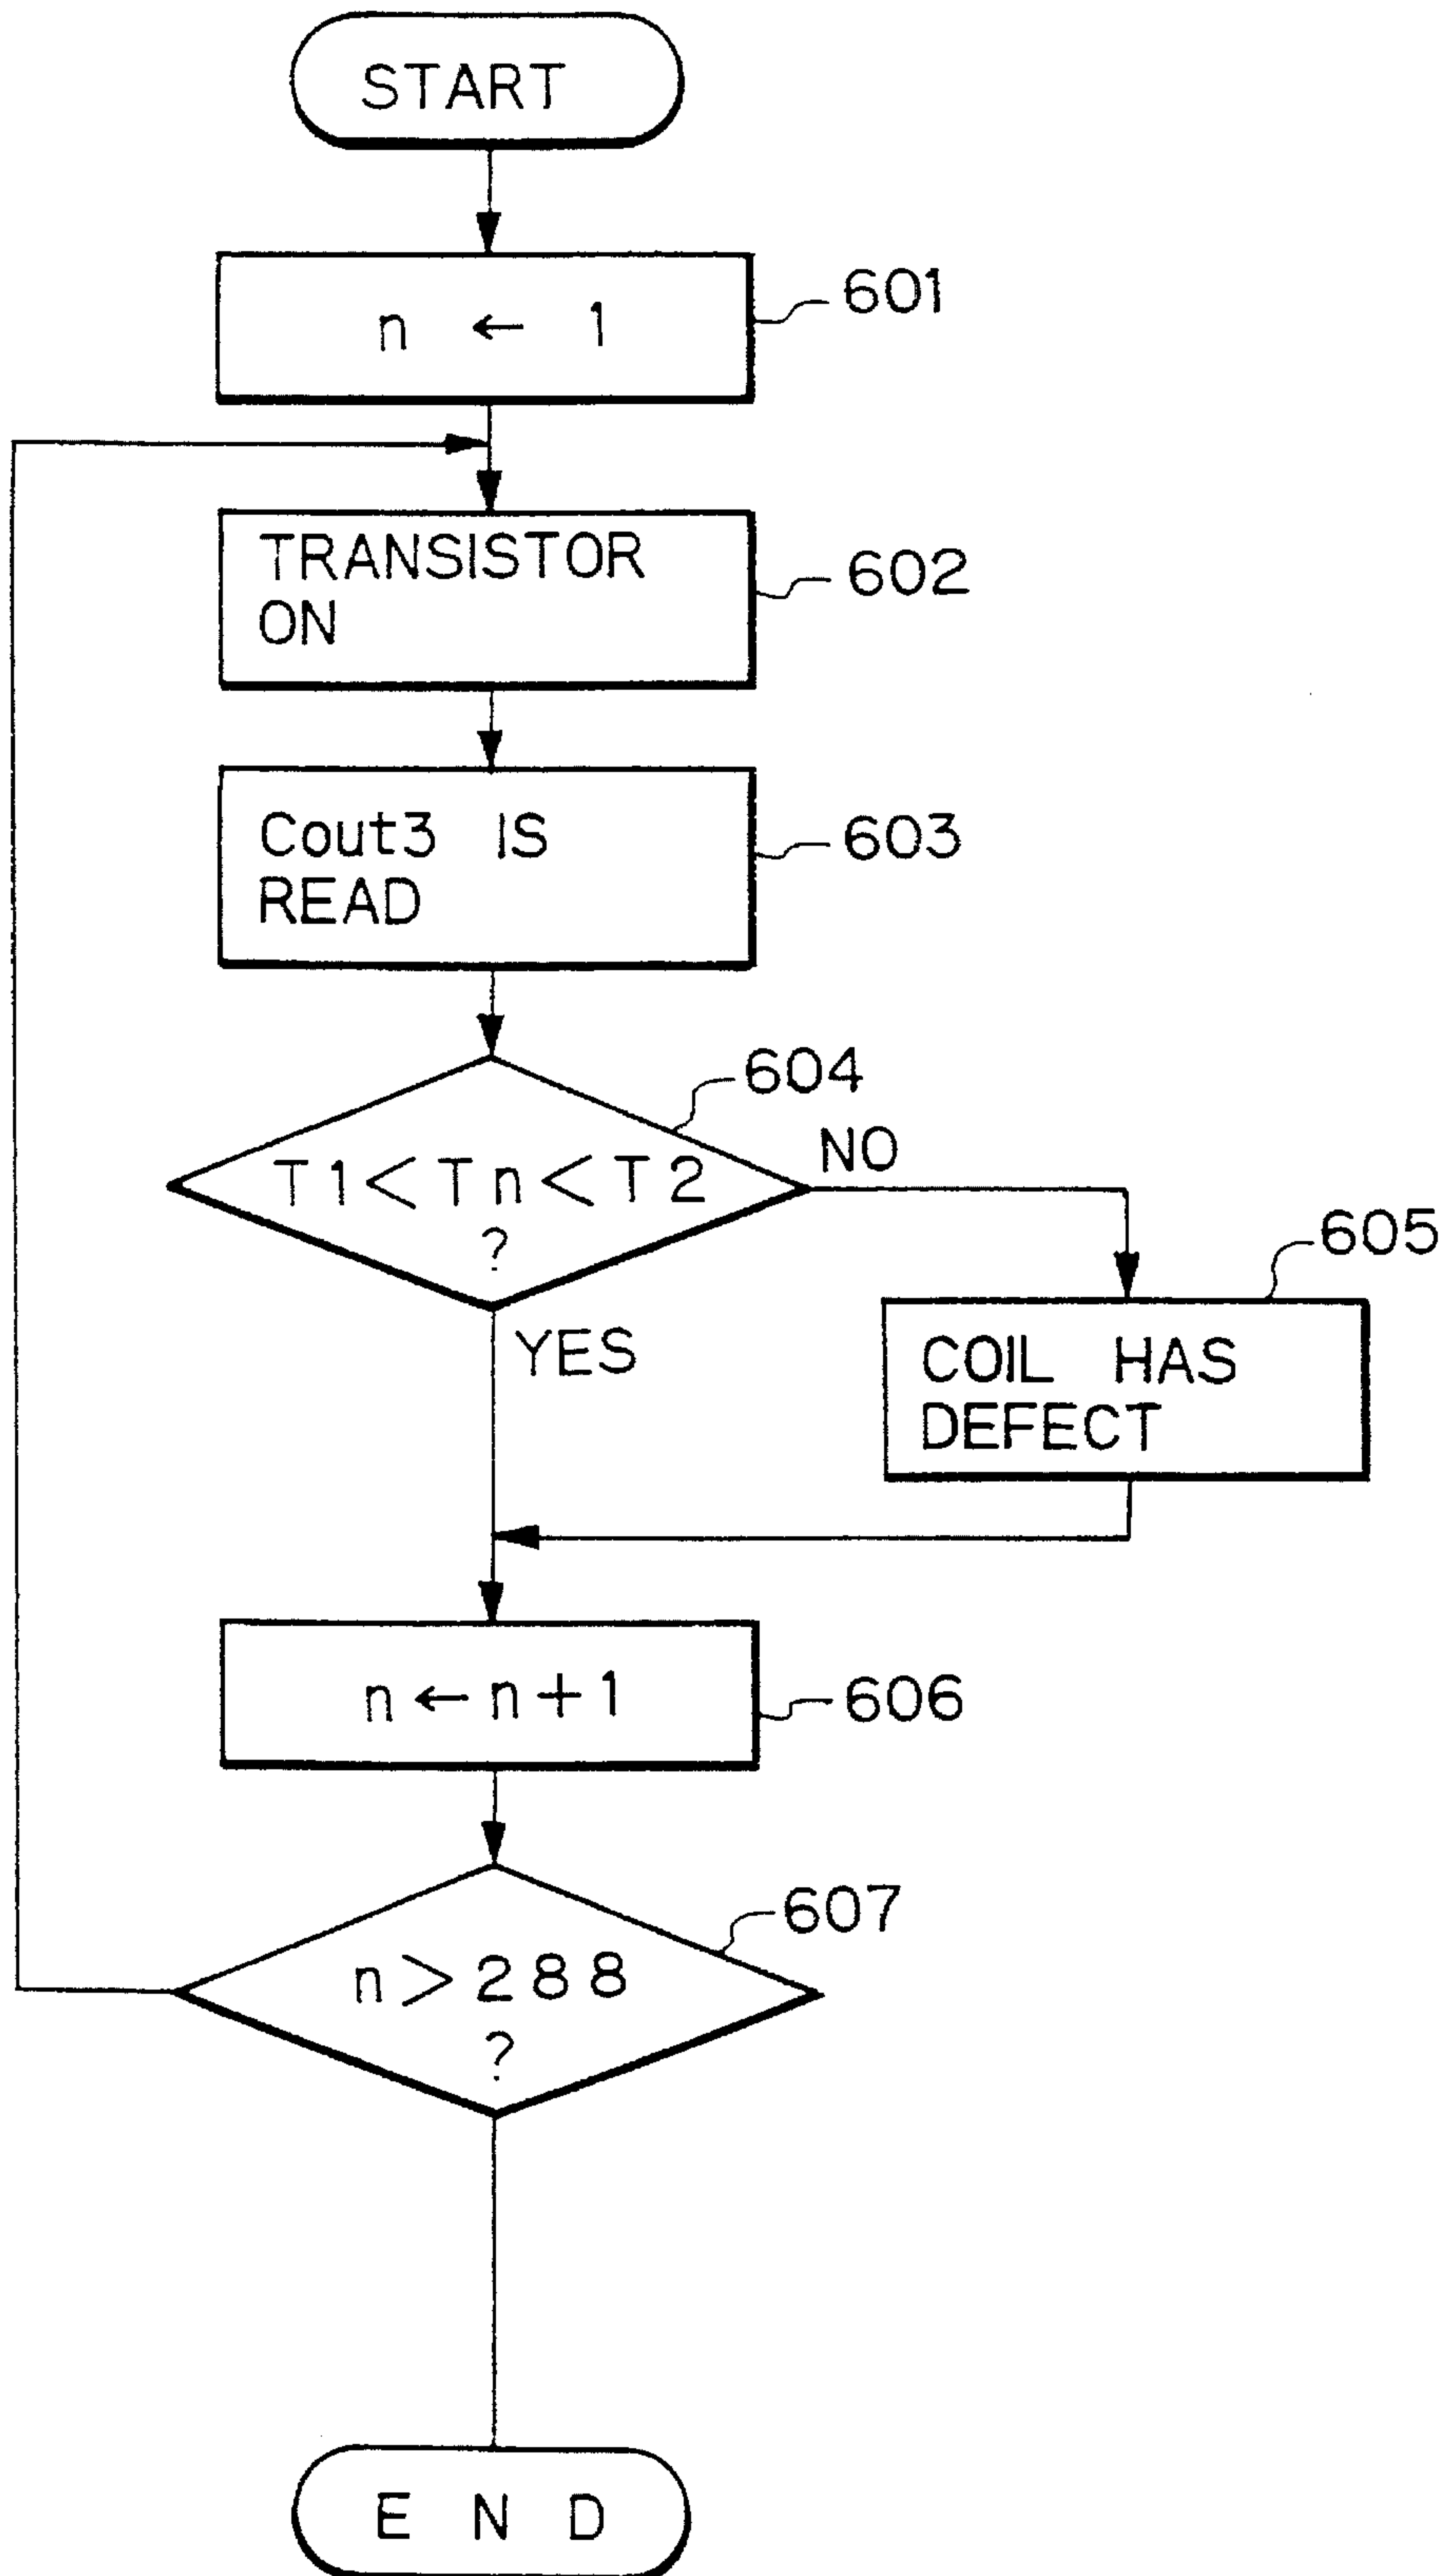 START
n ← 1
601
TRANSISTOR
ON
602
Cout3 IS
READ
603
604
T1<Tn<T2
?
NO
YES
605
COIL HAS
DEFECT
n←n+1
606
607
n>288
?
END